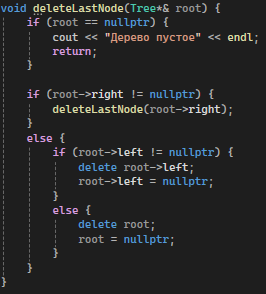 void deleteLastNode(Tree*& root) {
    if (root == nullptr) {
        cout << "Дерево пустое" << endl;
        return;
    }

    if (root->right != nullptr) {
        deleteLastNode(root->right);
    }
    else {
        if (root->left != nullptr) {
            delete root->left;
            root->left = nullptr;
        }
        else {
            delete root;
            root = nullptr;
        }
    }
}